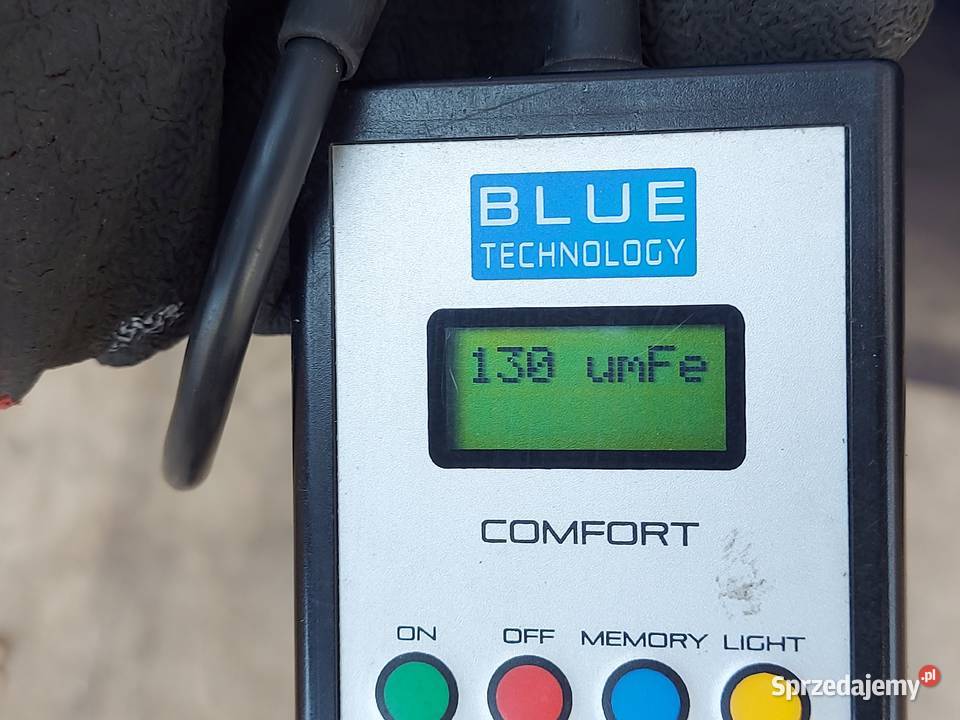 BLUE
TECHNOLOGY
130 umFe
COMFORT
ON OFF MEMORY LIGHT
Sprzedajemy.pl